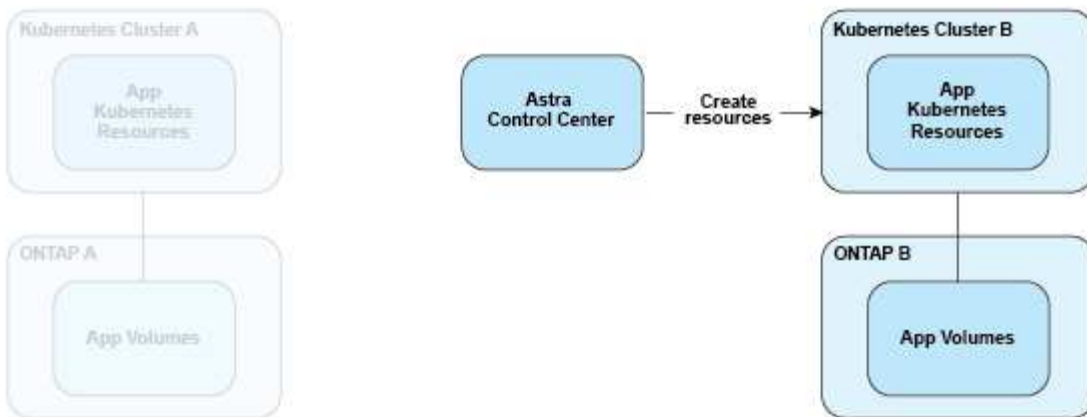 Kubernetes Cluster A
App
Kubernetes
Resources
ONTAP A
App Volumes
Astra
Control Center
Create
resources
Kubernetes Cluster B
App
Kubernetes
Resources
ONTAP B
App Volumes